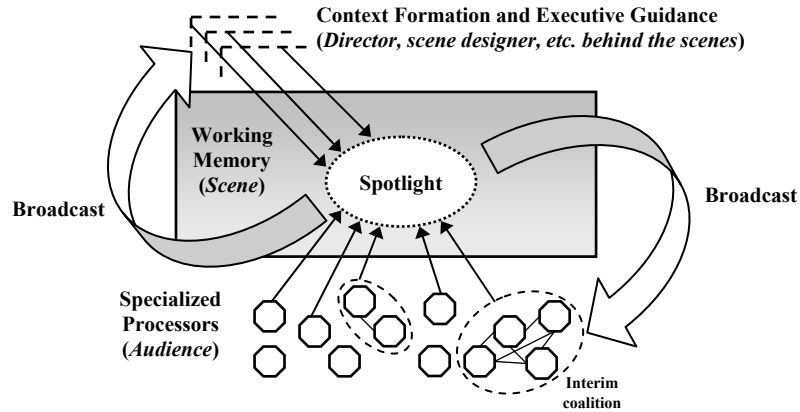 Context Formation and Executive Guidance
(Director, scene designer, etc. behind the scenes)
Working
Memory
(Scene)
Spotlight
Broadcast
Broadcast
Specialized
Processors
(Audience)
Interim
coalition